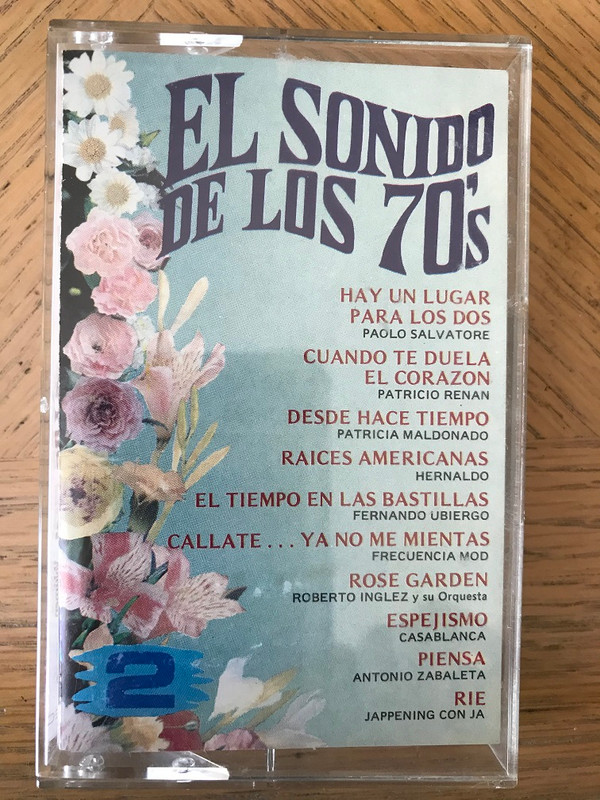 EL SONIDO
DE LOS 70's
HAY UN LUGAR
PARA LOS DOS
PAOLO SALVATORE
CUANDO TE DUELA
EL CORAZON
PATRICIO RENAN
DESDE HACE TIEMPO
PATRICIA MALDONADO
RAICES AMERICANAS
HERNALDO
EL TIEMPO EN LAS BASTILLAS
FERNANDO UBIERGO
CALLATE... YA NO ME MIENTAS
FRECUENCIA MOD
ROSE GARDEN
ROBERTO INGLEZ y su Orquesta
ESPEJISMO
CASABLANCA
PIENSA
ANTONIO ZABALETA
RIE
JAPPENING CON JA
2